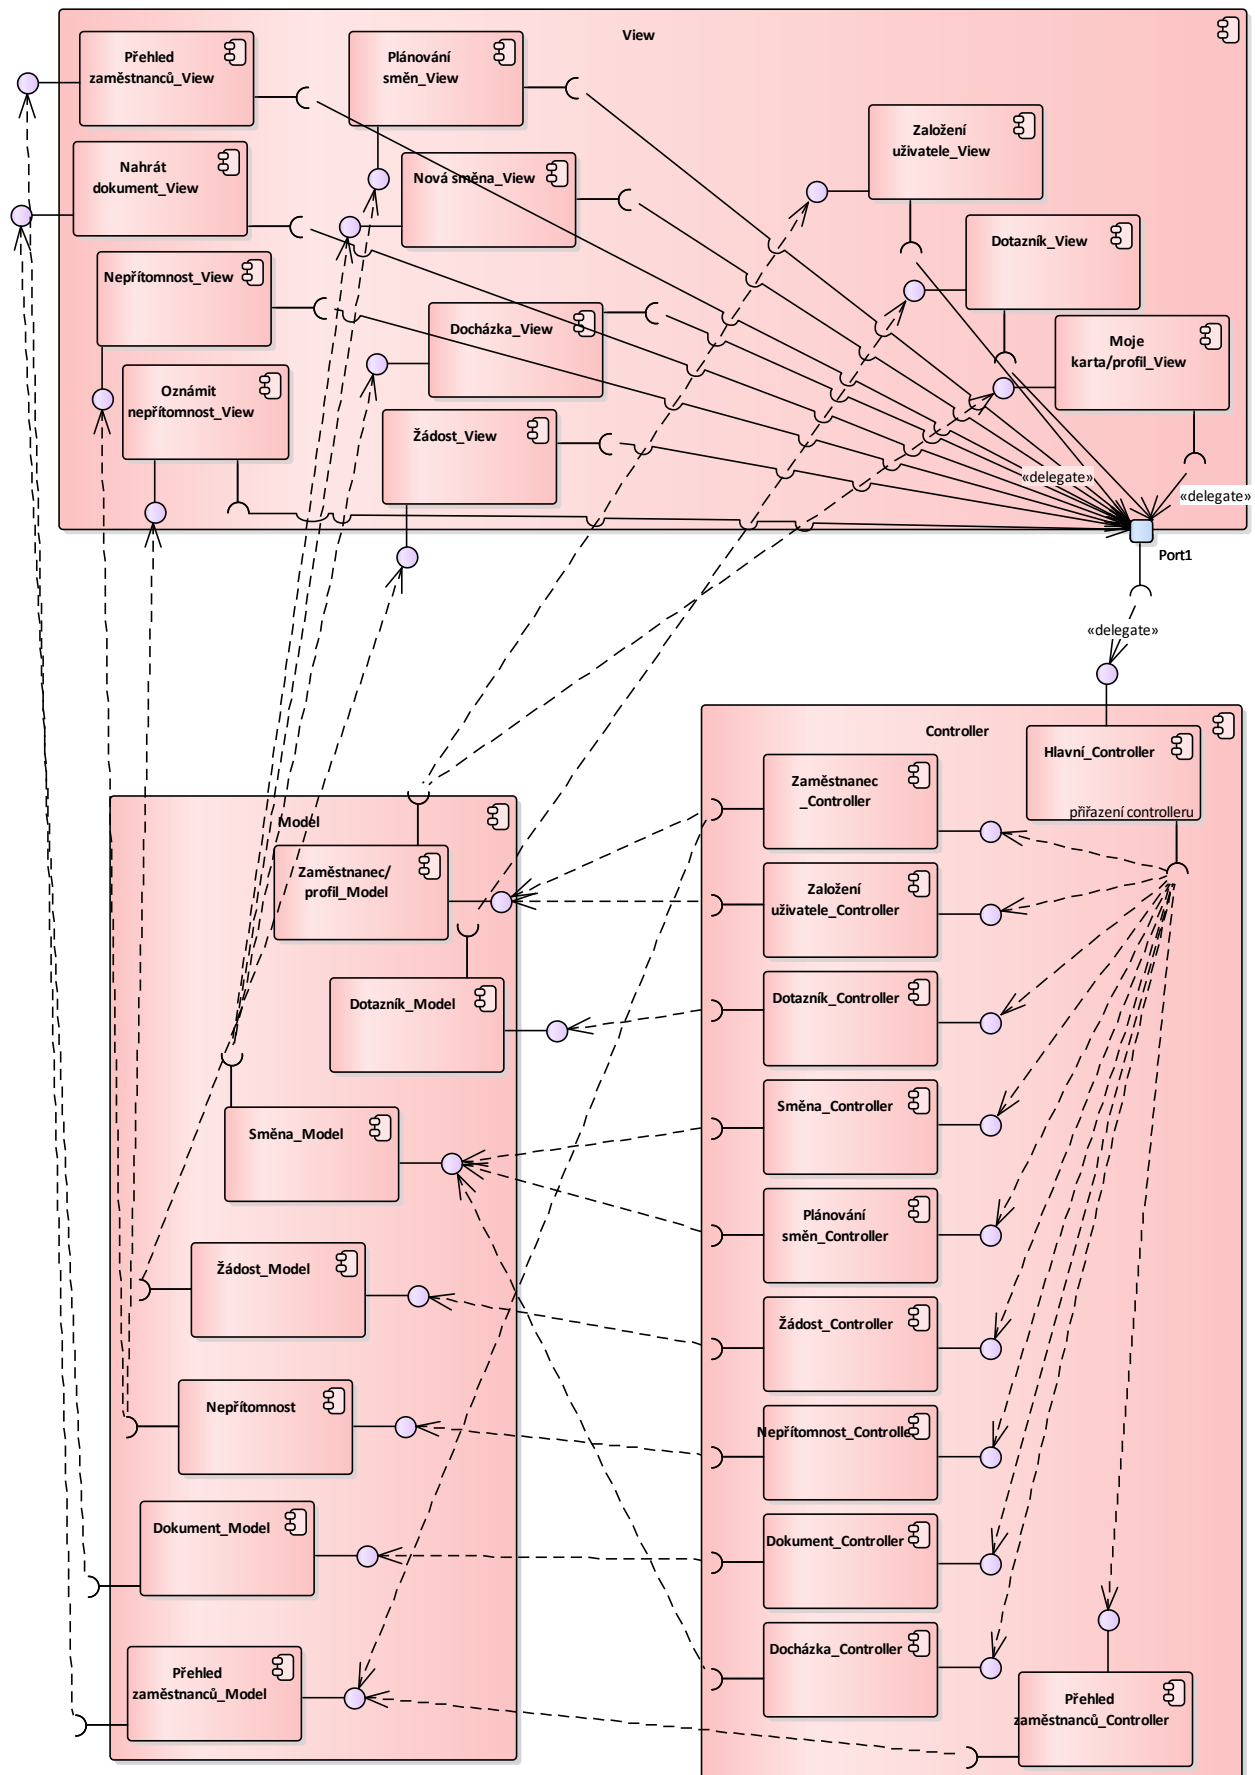 View
Přehled
zaměstnanců_View
Plánování
směn_View
Založení
uživatele_View
Nahrát
dokument_View
Nová směna_View
Dotazník_View
Nepřítomnost_View
Docházka_View
Moje
karta/profil_View
Oznámit
nepřítomnost_View
Žádost_View
«delegate»
«delegate»
Port1
«delegate»
Controller
Hlavní_Controller
přiřazení controlleru
Zaměstnanec
_Controller
Založení
uživatele_Controller
Dotazník_Controller
Směna_Controller
Plánování
směn_Controller
Žádost_Controller
Nepřítomnost_Controlle
Dokument_Controller
Docházka_Controller
Přehled
zaměstnanců_Controller
Model
Zaměstnanec/
profil_Model
Dotazník_Model
Směna_Model
Žádost_Model
Nepřítomnost
Dokument_Model
Přehled
zaměstnanců_Model